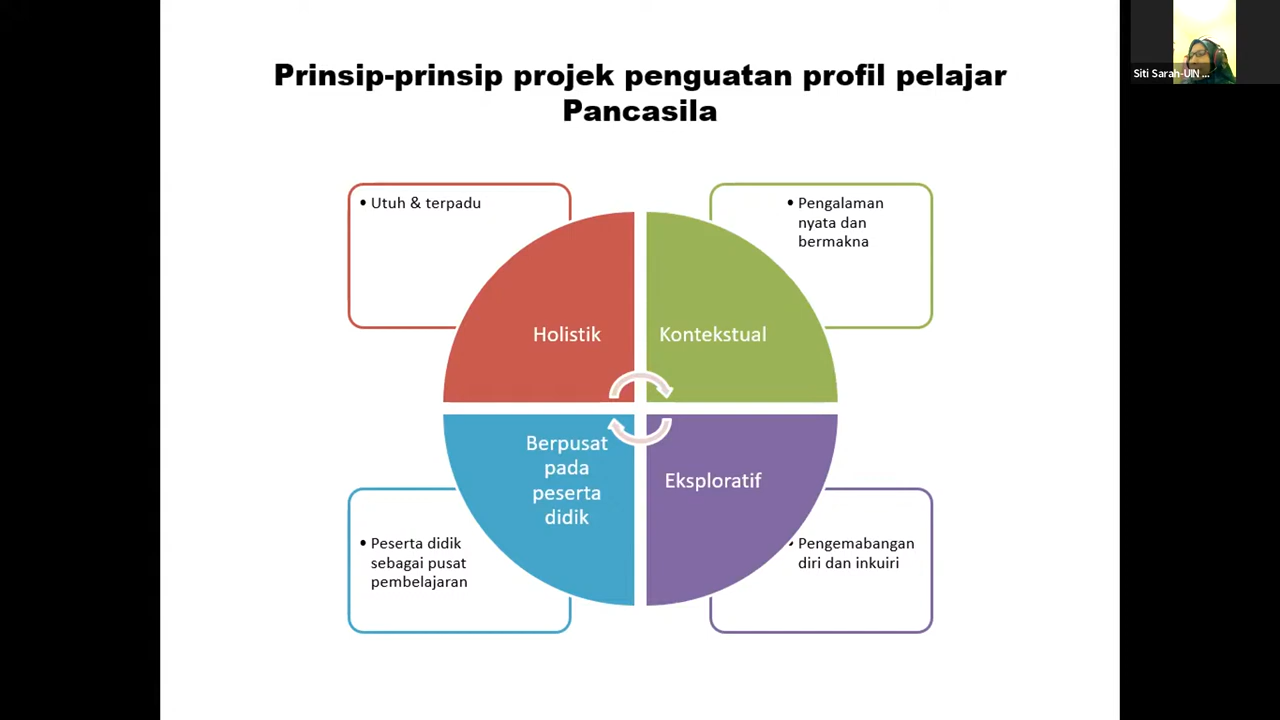 Prinsip-prinsip projek penguatan profil pelajar
Pancasila
Siti Sarah-UIN ...
• Utuh & terpadu
• Pengalaman
nyata dan
bermakna
Holistik
Kontekstual
Berpusat
pada
peserta
didik
Eksploratif
• Peserta didik
sebagai pusat
pembelajaran
• Pengemabangan
diri dan inkuiri